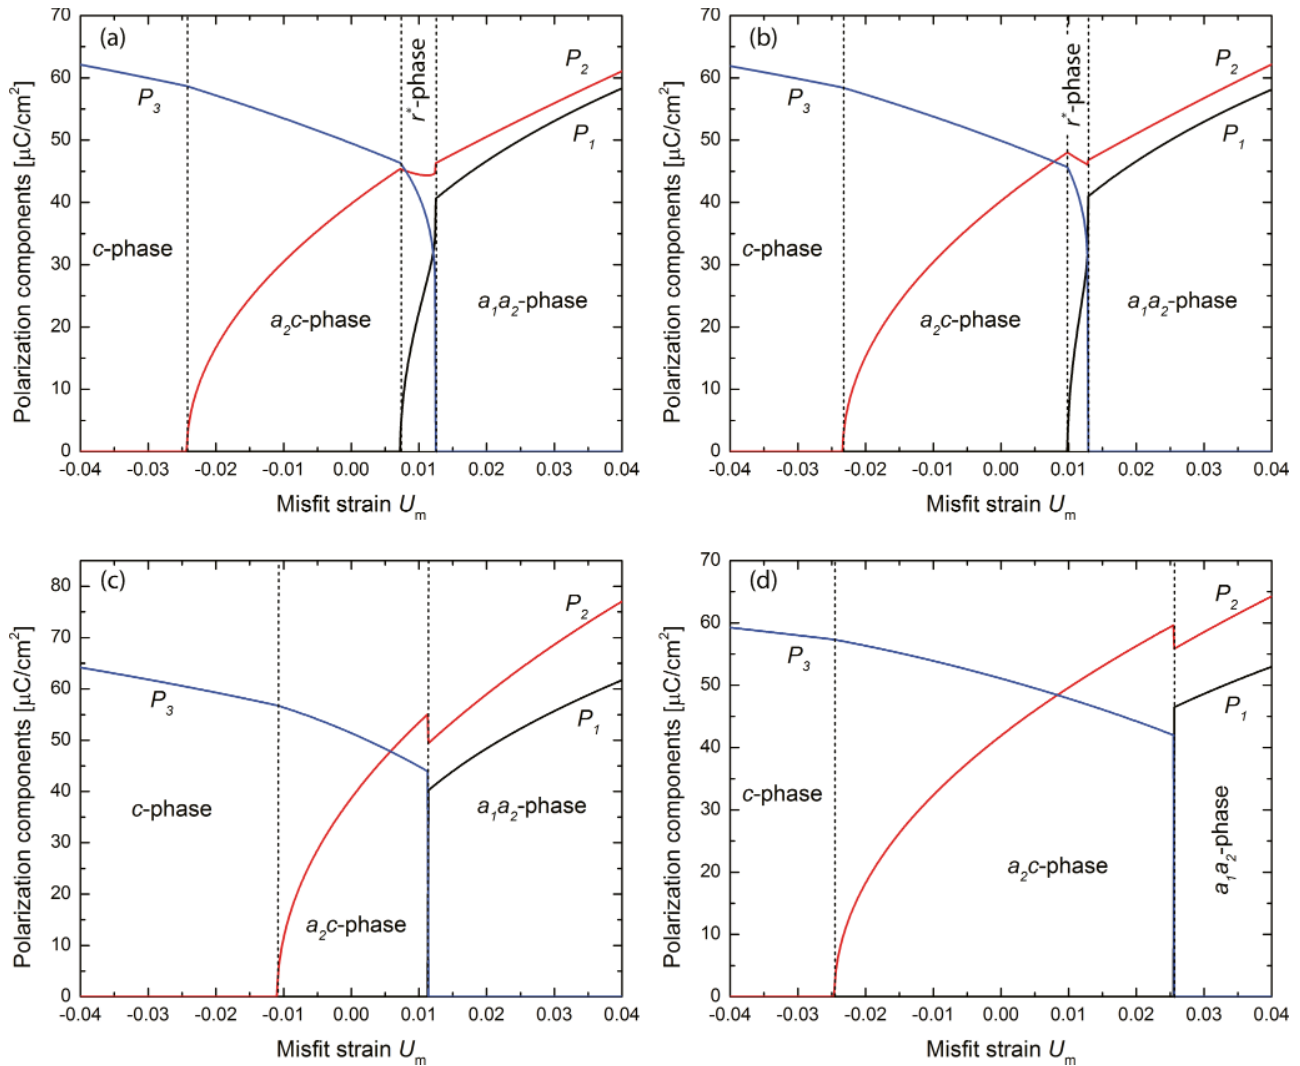 (a)
Polarization components [μC/cm²]
70
60
50
40
30
20
10
0
P₃
P₂
P₁
c-phase
a₂c-phase
r*-phase
a₁a₂-phase
-0.04 -0.03 -0.02 -0.01 0.00 0.01 0.02 0.03 0.04
Misfit strain Uₘ
(b)
Polarization components [μC/cm²]
70
60
50
40
30
20
10
0
P₃
P₂
P₁
c-phase
a₂c-phase
r*-phase
a₁a₂-phase
-0.04 -0.03 -0.02 -0.01 0.00 0.01 0.02 0.03 0.04
Misfit strain Uₘ
(c)
Polarization components [μC/cm²]
80
70
60
50
40
30
20
10
0
P₃
P₂
P₁
c-phase
a₂c-phase
a₁a₂-phase
-0.04 -0.03 -0.02 -0.01 0.00 0.01 0.02 0.03 0.04
Misfit strain Uₘ
(d)
Polarization components [μC/cm²]
70
60
50
40
30
20
10
0
P₃
P₂
P₁
c-phase
a₂c-phase
a₁a₂-phase
-0.04 -0.03 -0.02 -0.01 0.00 0.01 0.02 0.03 0.04
Misfit strain Uₘ